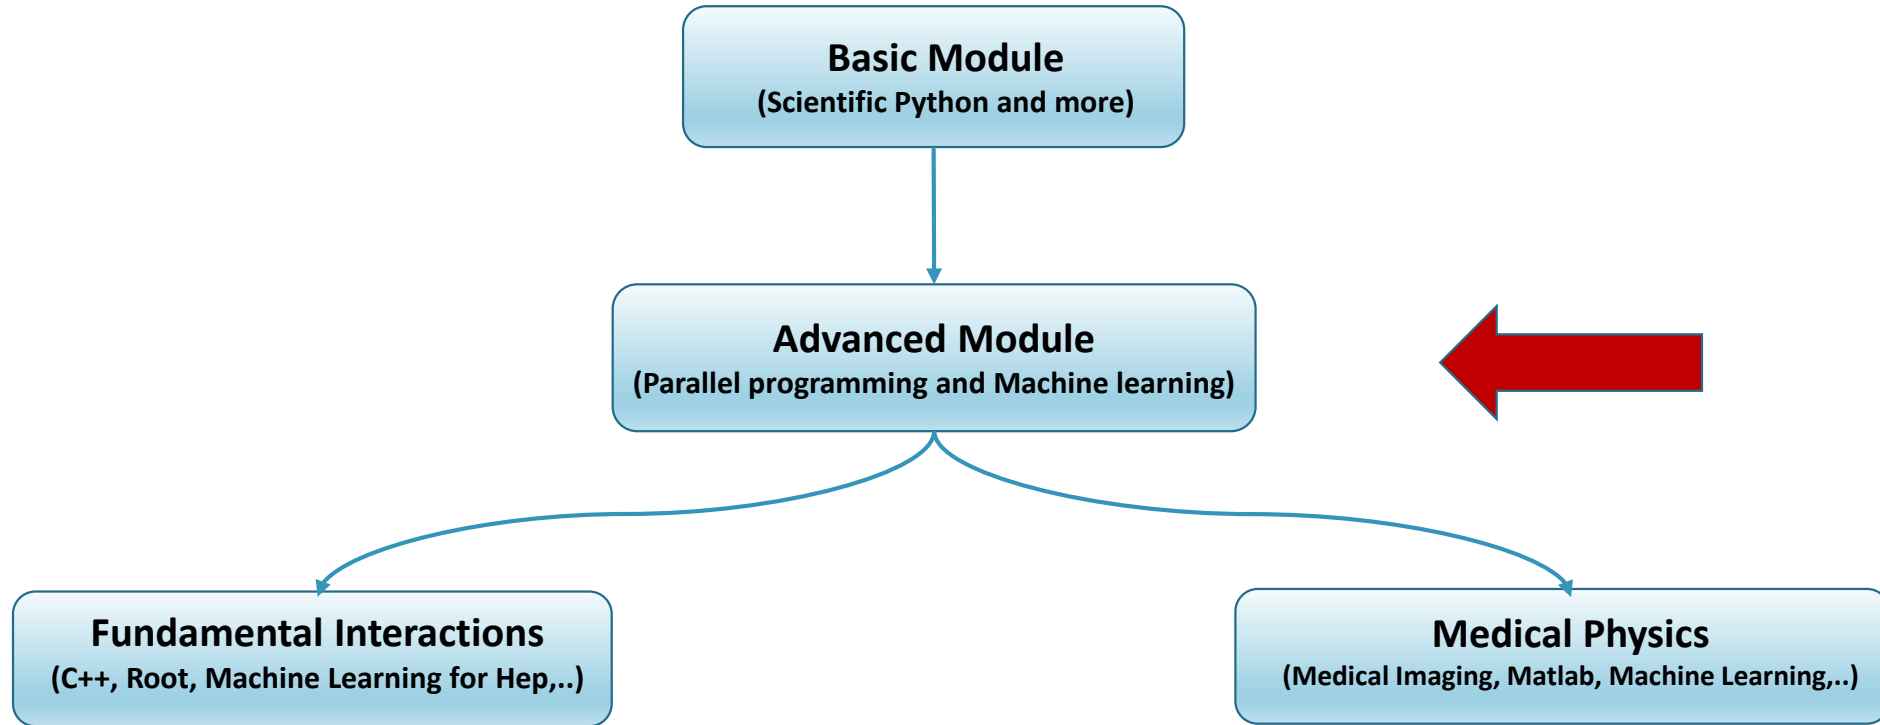 Basic Module
(Scientific Python and more)
Advanced Module
(Parallel programming and Machine learning)
Fundamental Interactions
(C++, Root, Machine Learning for Hep,..)
Medical Physics
(Medical Imaging, Matlab, Machine Learning,..)